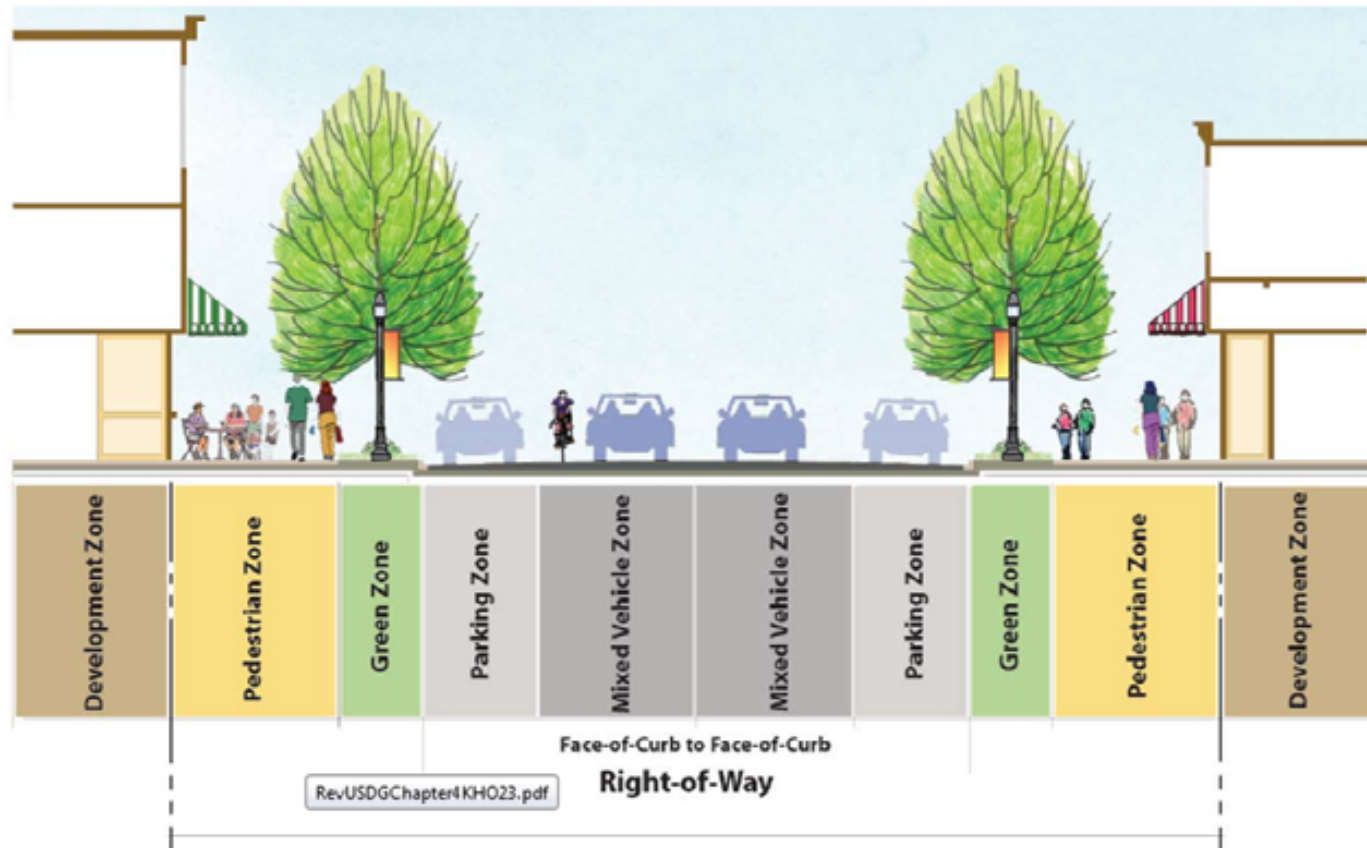 Development Zone
Pedestrian Zone
Green Zone
Parking Zone
Mixed Vehicle Zone
Mixed Vehicle Zone
Parking Zone
Green Zone
Pedestrian Zone
Development Zone
Face-of-Curb to Face-of-Curb
Right-of-Way
RevUSDGChapter4KHO23.pdf